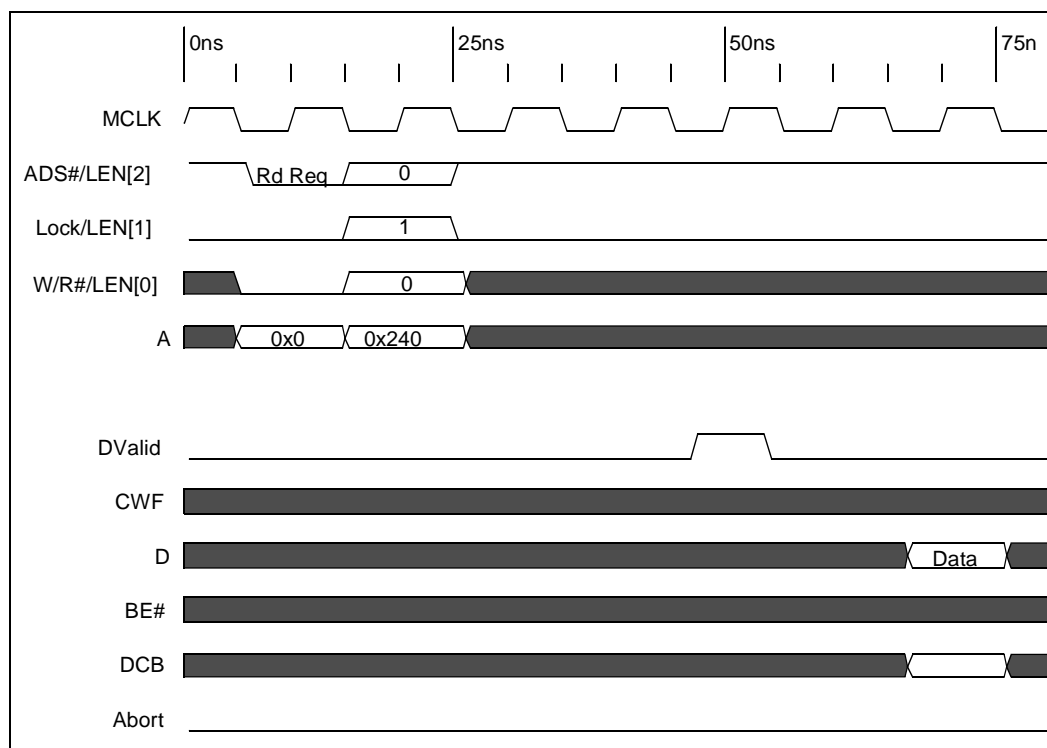 0ns 25ns 50ns 75n
MCLK
ADS#/LEN[2] Rd Req 0
Lock/LEN[1] 1
W/R#/LEN[0] 0
A 0x0 0x240
DValid
CWF
D Data
BE#
DCB
Abort